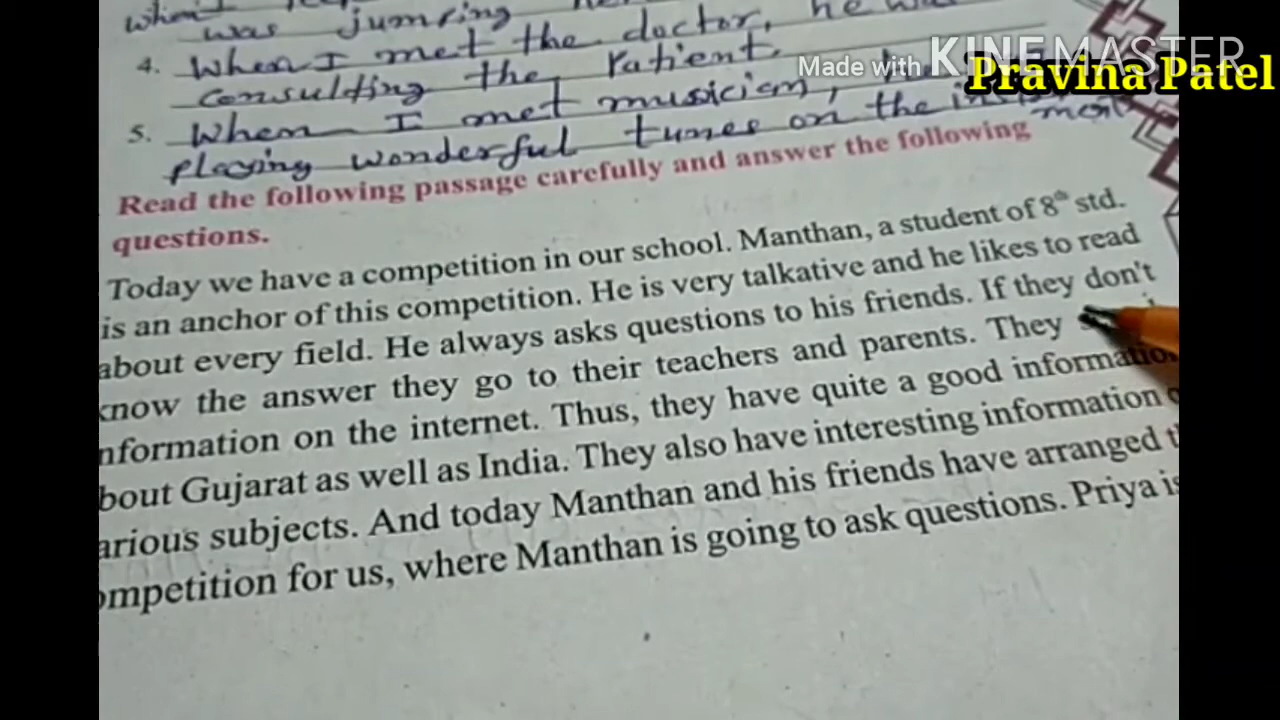 was jumping
4. When I met the doctor, he
consulting the patient.
Made with KINEMASTER
Pravina Patel
5. When I met musician,
playing wonderful tunes on the
Read the following passage carefully and answer the following
questions.
Today we have a competition in our school. Manthan, a student of 8th std.
is an anchor of this competition. He is very talkative and he likes to read
about every field. He always asks questions to his friends. If they don't
know the answer they go to their teachers and parents. They
nformation on the internet. Thus, they have quite a good informatio
bout Gujarat as well as India. They also have interesting information
arious subjects. And today Manthan and his friends have arranged t
ompetition for us, where Manthan is going to ask questions. Priya is